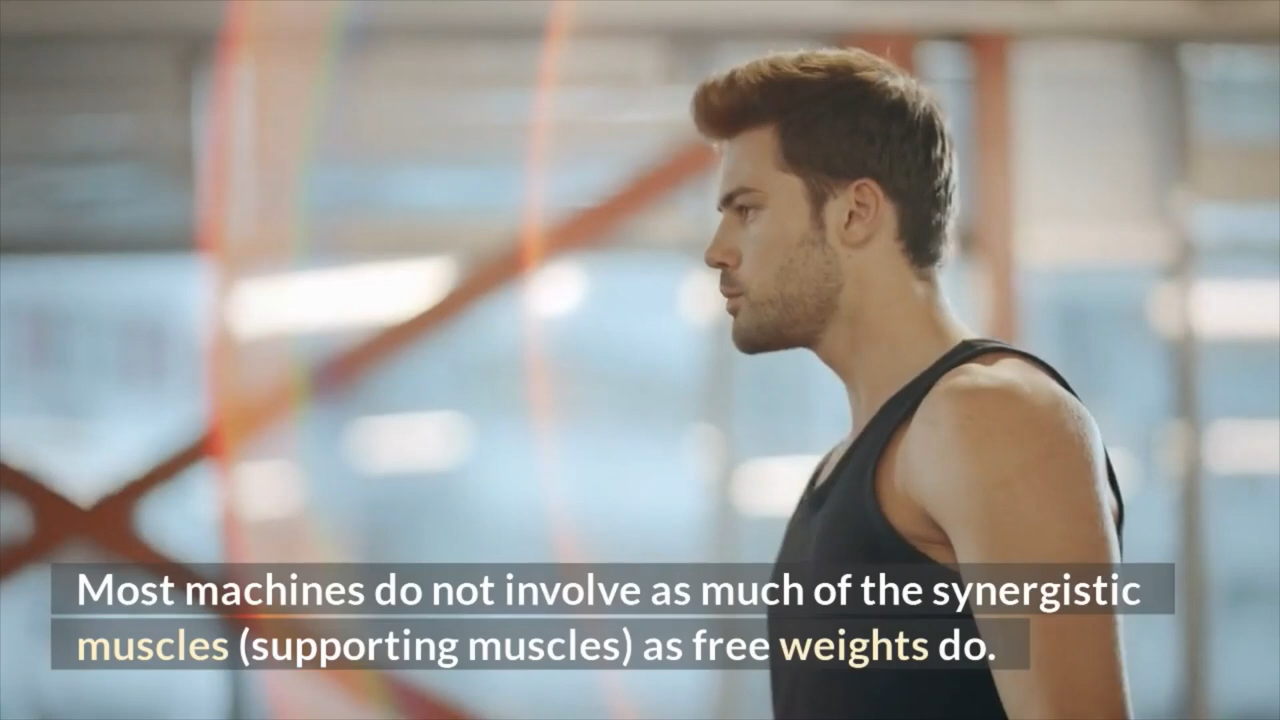 Most machines do not involve as much of the synergistic
muscles (supporting muscles) as free weights do.